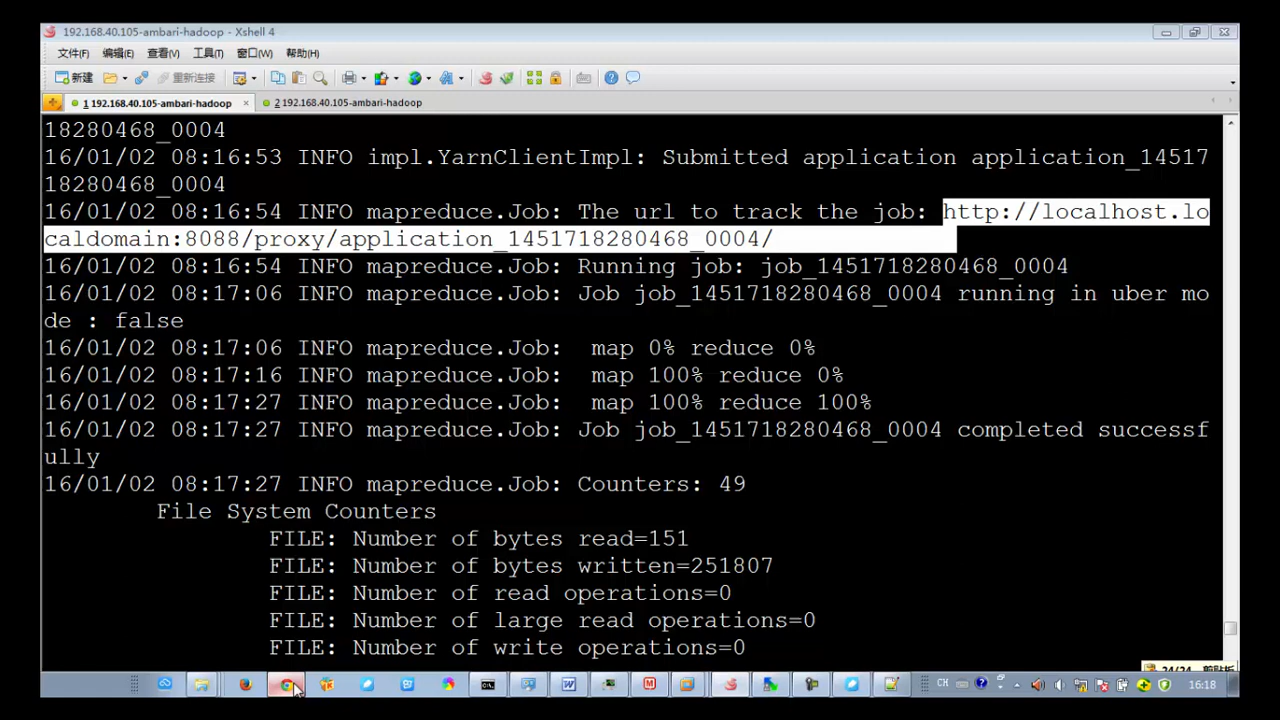 192.168.40.105-ambari-hadoop - Xshell 4
文件(F) 编辑(E) 查看(V) 工具(T) 窗口(W) 帮助(H)
新建 重新连接
1 192.168.40.105-ambari-hadoop × 2 192.168.40.105-ambari-hadoop
18280468_0004
16/01/02 08:16:53 INFO impl.YarnClientImpl: Submitted application application_14517
18280468_0004
16/01/02 08:16:54 INFO mapreduce.Job: The url to track the job: http://localhost.lo
caldomain:8088/proxy/application_1451718280468_0004/
16/01/02 08:16:54 INFO mapreduce.Job: Running job: job_1451718280468_0004
16/01/02 08:17:06 INFO mapreduce.Job: Job job_1451718280468_0004 running in uber mo
de : false
16/01/02 08:17:06 INFO mapreduce.Job:  map 0% reduce 0%
16/01/02 08:17:16 INFO mapreduce.Job:  map 100% reduce 0%
16/01/02 08:17:27 INFO mapreduce.Job:  map 100% reduce 100%
16/01/02 08:17:27 INFO mapreduce.Job: Job job_1451718280468_0004 completed successf
ully
16/01/02 08:17:27 INFO mapreduce.Job: Counters: 49
File System Counters
FILE: Number of bytes read=151
FILE: Number of bytes written=251807
FILE: Number of read operations=0
FILE: Number of large read operations=0
FILE: Number of write operations=0
24/24 剪贴板
CH 16:18